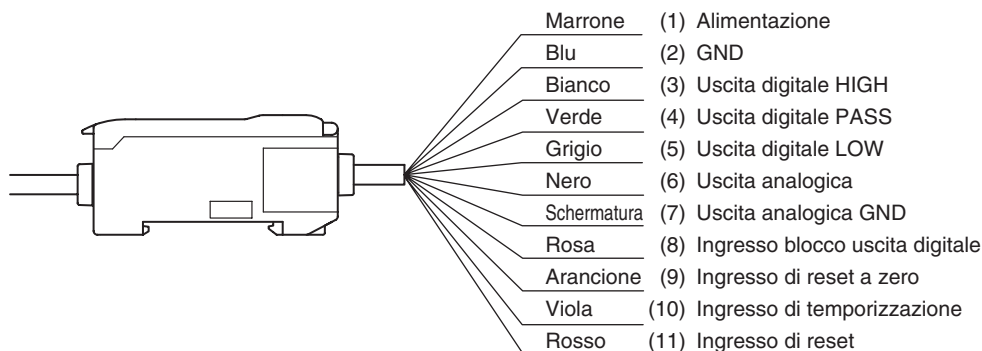 Marrone (1) Alimentazione
Blu (2) GND
Bianco (3) Uscita digitale HIGH
Verde (4) Uscita digitale PASS
Grigio (5) Uscita digitale LOW
Nero (6) Uscita analogica
Schermatura (7) Uscita analogica GND
Rosa (8) Ingresso blocco uscita digitale
Arancione (9) Ingresso di reset a zero
Viola (10) Ingresso di temporizzazione
Rosso (11) Ingresso di reset